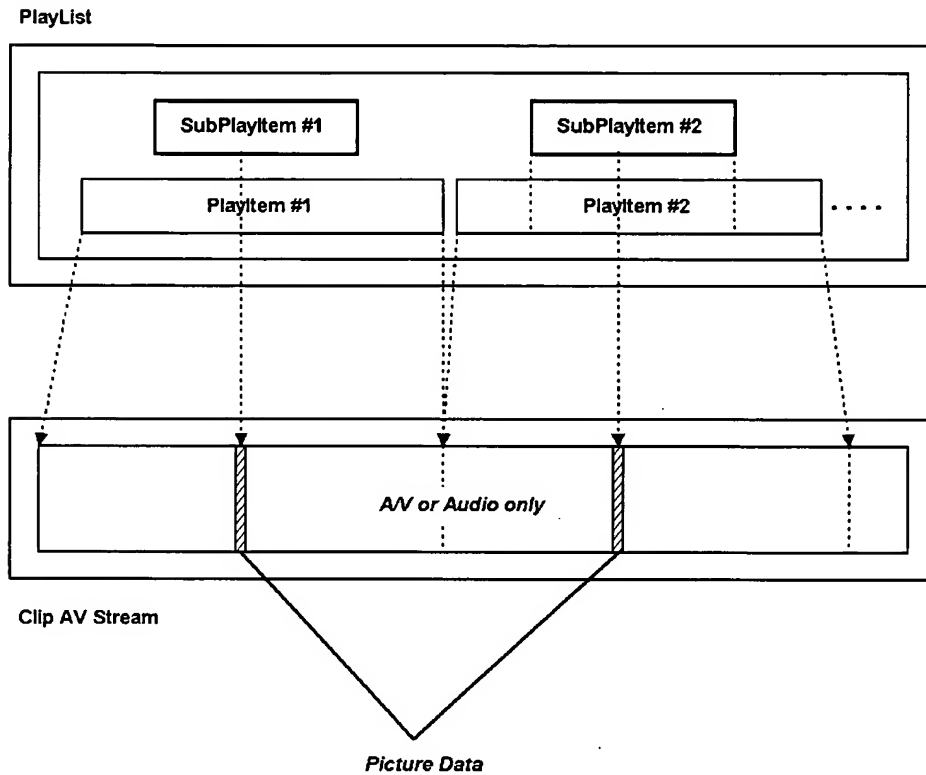 PlayList
SubPlayItem #1
SubPlayItem #2
PlayItem #1
PlayItem #2
A/V or Audio only
Clip AV Stream
Picture Data